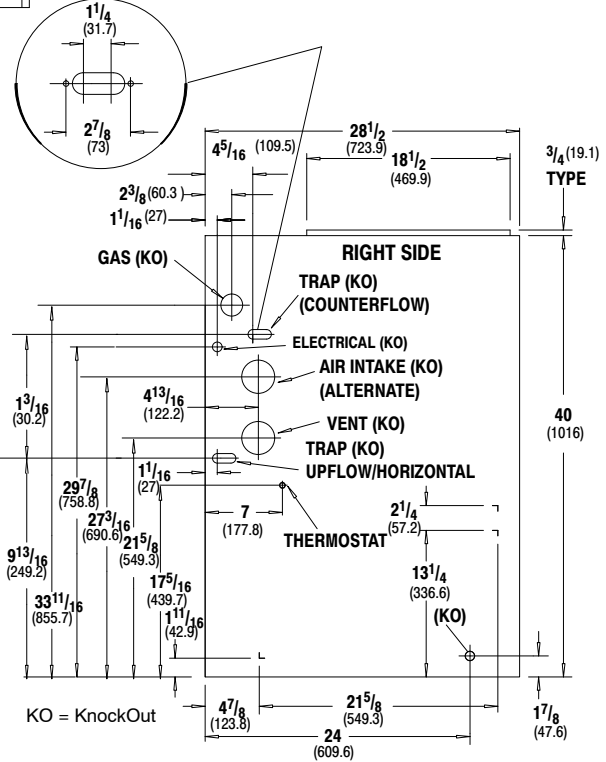 1 1/4
(31.7)
2 7/8
(73)
28 1/2
(723.9)
4 5/16 (109.5)
18 1/2
(469.9)
3/4 (19.1)
TYPE
2 3/8 (60.3
1 1/16 (27)
RIGHT SIDE
GAS (KO)
TRAP (KO)
(COUNTERFLOW)
ELECTRICAL (KO)
AIR INTAKE (KO)
(ALTERNATE)
4 13/16
(122.2)
1 3/16
(30.2)
VENT (KO)
TRAP (KO)
UPFLOW/HORIZONTAL
40
(1016)
1 1/16
(27)
29 7/8
(758.8)
7
(177.8)
2 1/4
(57.2)
27 3/16
(690.6)
THERMOSTAT
21 5/8
(549.3)
9 13/16
(249.2)
13 1/4
(336.6)
17 5/16
(439.7)
33 11/16
(855.7)
1 11/16
(42.9)
(KO)
KO = KnockOut
4 7/8
(123.8)
21 5/8
(549.3)
1 7/8
(47.6)
24
(609.6)